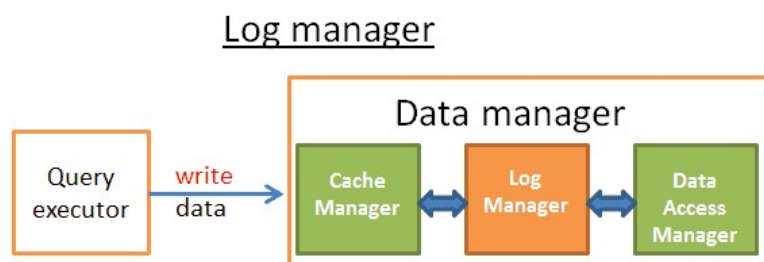 Log manager
Data manager
Query
executor
write
data
Cache
Manager
Log
Manager
Data
Access
Manager